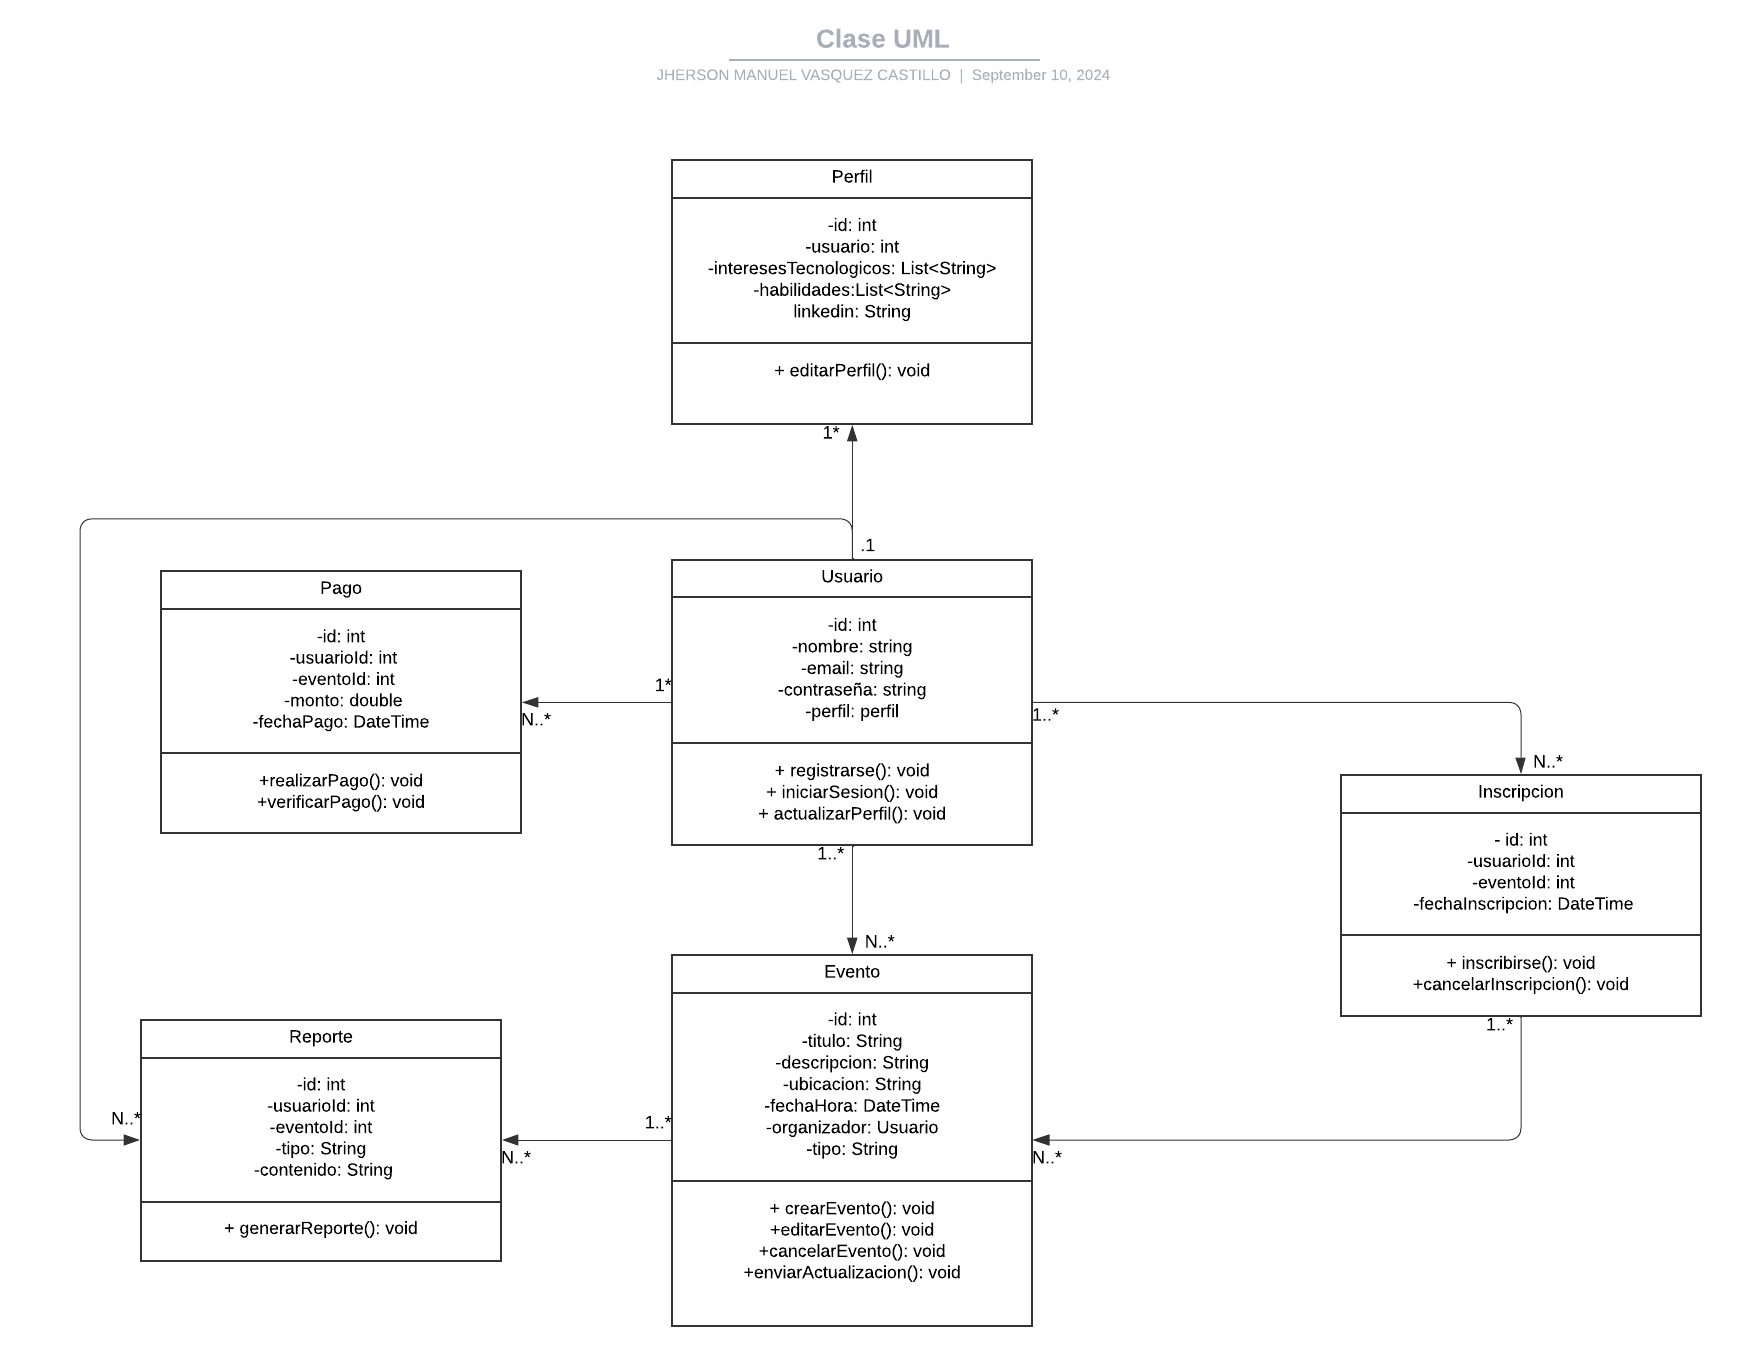 Clase UML
JHERSON MANUEL VASQUEZ CASTILLO | September 10, 2024
Perfil
-id: int
-usuario: int
-interesesTecnologicos: List<String>
-habilidades:List<String>
linkedin: String
+ editarPerfil(): void
1*
.1
Usuario
-id: int
-nombre: string
-email: string
-contraseña: string
-perfil: perfil
+ registrarse(): void
+ iniciarSesion(): void
+ actualizarPerfil(): void
Pago
-id: int
-usuarioId: int
-eventoId: int
-monto: double
-fechaPago: DateTime
+realizarPago(): void
+verificarPago(): void
1*
N..*
1..*
N..*
Inscripcion
- id: int
-usuarioId: int
-eventoId: int
-fechaInscripcion: DateTime
+ inscribirse(): void
+cancelarInscripcion(): void
1..*
1..*
N..*
Evento
-id: int
-titulo: String
-descripcion: String
-ubicacion: String
-fechaHora: DateTime
-organizador: Usuario
-tipo: String
+ crearEvento(): void
+editarEvento(): void
+cancelarEvento(): void
+enviarActualizacion(): void
N..*
1..*
N..*
N..*
Reporte
-id: int
-usuarioId: int
-eventoId: int
-tipo: String
-contenido: String
+ generarReporte(): void